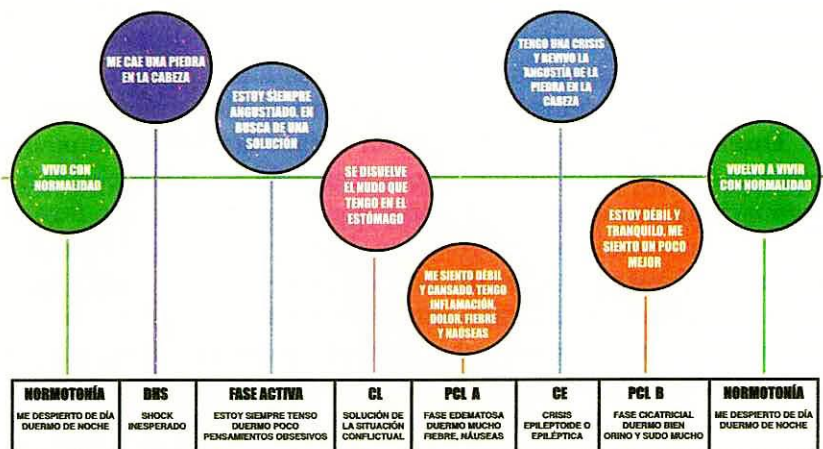 ME CAE UNA PIEDRA
EN LA CABEZA
TENGO UNA CRISIS
Y REVIVO LA
ANGUSTIA DE LA
PIEDRA EN LA
CABEZA
ESTOY SIEMPRE
ANGUSTIADO, EN
BUSCA DE UNA
SOLUCIÓN
VIVO CON
NORMALIDAD
SE DISUELVE
EL NUDO QUE
TENGO EN EL
ESTÓMAGO
VUELVO A VIVIR
CON NORMALIDAD
ESTOY DÉBIL Y
TRANQUILO, ME
SIENTO UN POCO
MEJOR
ME SIENTO DÉBIL
Y CANSADO, TENGO
INFLAMACIÓN,
DOLOR, FIEBRE
Y NAUSEAS
NORMOTONÍA
ME DESPIERTO DE DÍA
DUERMO DE NOCHE
DHS
SHOCK
INESPERADO
FASE ACTIVA
ESTOY SIEMPRE TENSO
DUERMO POCO
PENSAMIENTOS OBSESIVOS
CL
SOLUCIÓN DE
LA SITUACIÓN
CONFLICTUAL
PCL A
FASE EDEMATOSA
DUERMO MUCHO
FIEBRE, NÁUSEAS
CE
CRISIS
EPILEPTOIDE O
EPILÉPTICA
PCL B
FASE CICATRICIAL
DUERMO BIEN
ORINO Y SUDO MUCHO
NORMOTONÍA
ME DESPIERTO DE DÍA
DUERMO DE NOCHE